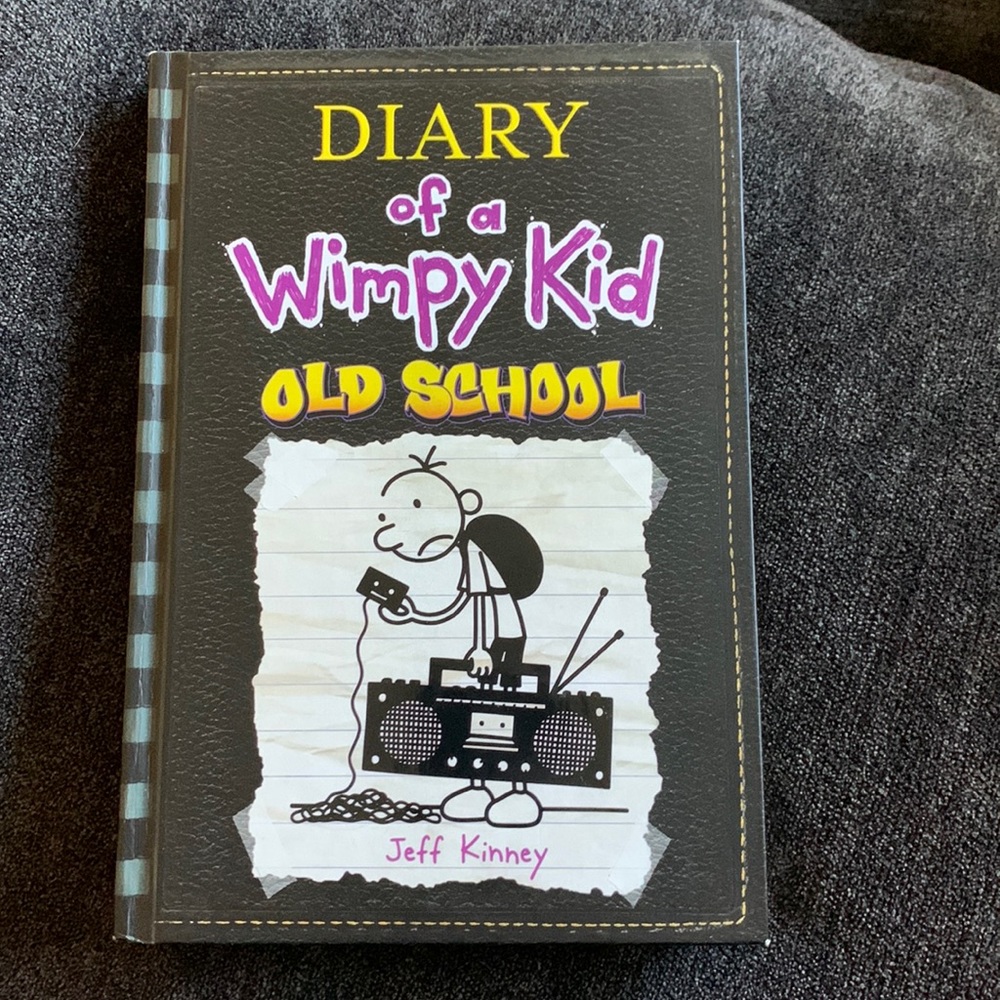 DIARY
of a
Wimpy Kid
OLD SCHOOL
Jeff Kinney